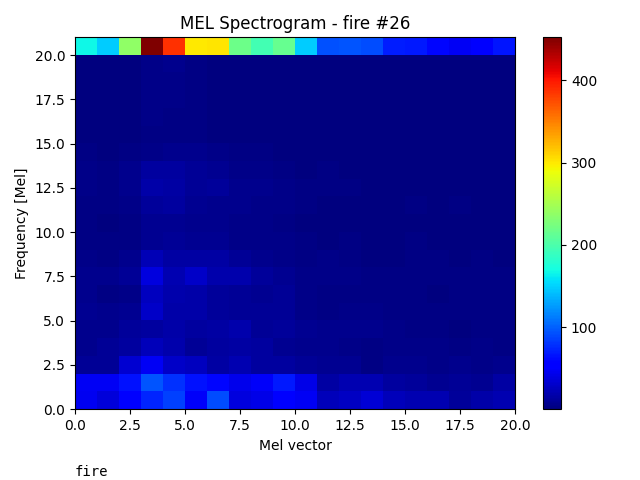 MEL Spectrogram - fire #26
20.0
17.5
15.0
12.5
10.0
7.5
5.0
2.5
0.0
Frequency [Mel]
0.0 2.5 5.0 7.5 10.0 12.5 15.0 17.5 20.0
Mel vector
400
300
200
100
fire